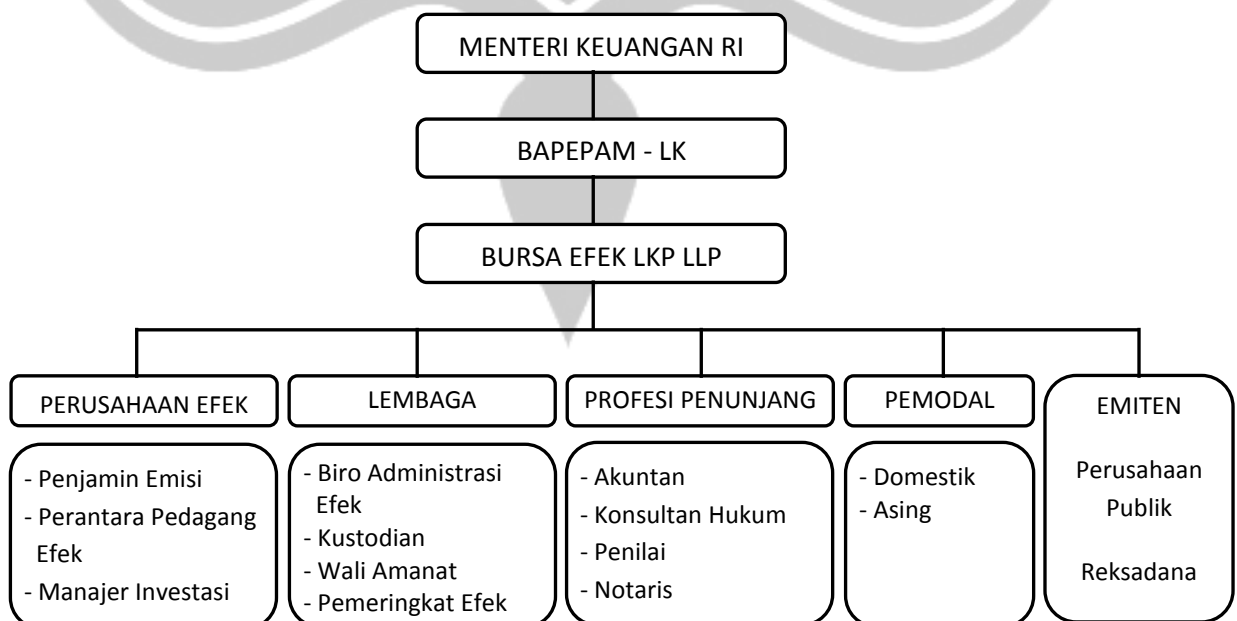 MENTERI KEUANGAN RI
BAPEPAM - LK
BURSA EFEK LKP LLP
PERUSAHAAN EFEK
- Penjamin Emisi
- Perantara Pedagang
Efek
- Manajer Investasi
LEMBAGA
- Biro Administrasi
Efek
- Kustodian
- Wali Amanat
- Pemeringkat Efek
PROFESI PENUNJANG
- Akuntan
- Konsultan Hukum
- Penilai
- Notaris
PEMODAL
- Domestik
- Asing
EMITEN
Perusahaan
Publik
Reksadana